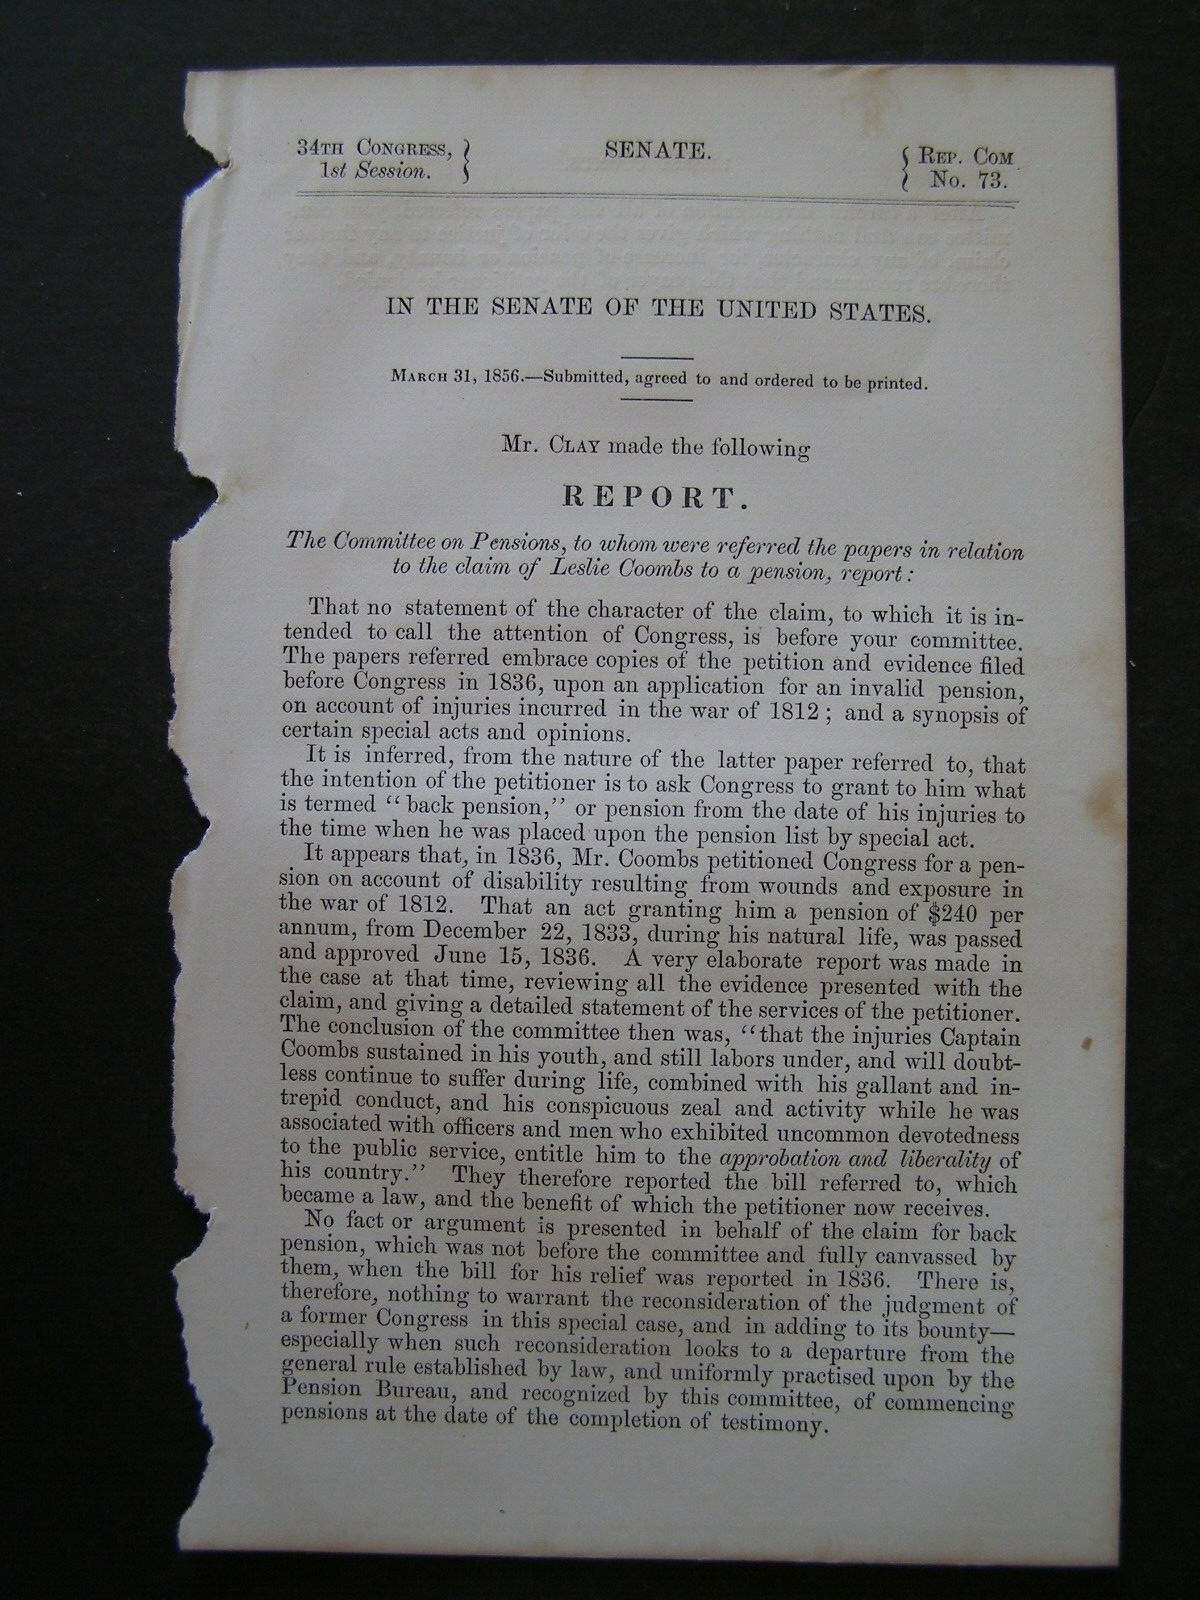 34TH CONGRESS, SENATE. REP. COM
1st Session. No. 73.
IN THE SENATE OF THE UNITED STATES.
MARCH 31, 1856.—Submitted, agreed to and ordered to be printed.
Mr. CLAY made the following
REPORT.
The Committee on Pensions, to whom were referred the papers in relation
to the claim of Leslie Coombs to a pension, report:
That no statement of the character of the claim, to which it is in-
tended to call the attention of Congress, is before your committee.
The papers referred embrace copies of the petition and evidence filed
before Congress in 1836, upon an application for an invalid pension,
on account of injuries incurred in the war of 1812; and a synopsis of
certain special acts and opinions.
It is inferred, from the nature of the latter paper referred to, that
the intention of the petitioner is to ask Congress to grant to him what
is termed "back pension," or pension from the date of his injuries to
the time when he was placed upon the pension list by special act.
It appears that, in 1836, Mr. Coombs petitioned Congress for a pen-
sion on account of disability resulting from wounds and exposure in
the war of 1812. That an act granting him a pension of $240 per
annum, from December 22, 1833, during his natural life, was passed
and approved June 15, 1836. A very elaborate report was made in
the case at that time, reviewing all the evidence presented with the
claim, and giving a detailed statement of the services of the petitioner.
The conclusion of the committee then was, "that the injuries Captain
Coombs sustained in his youth, and still labors under, and will doubt-
less continue to suffer during life, combined with his gallant and in-
trepid conduct, and his conspicuous zeal and activity while he was
associated with officers and men who exhibited uncommon devotedness
to the public service, entitle him to the approbation and liberality of
his country." They therefore reported the bill referred to, which
became a law, and the benefit of which the petitioner now receives.
No fact or argument is presented in behalf of the claim for back
pension, which was not before the committee and fully canvassed by
them, when the bill for his relief was reported in 1836. There is,
therefore, nothing to warrant the reconsideration of the judgment of
a former Congress in this special case, and in adding to its bounty—
especially when such reconsideration looks to a departure from the
general rule established by law, and uniformly practised upon by the
Pension Bureau, and recognized by this committee, of commencing
pensions at the date of the completion of testimony.